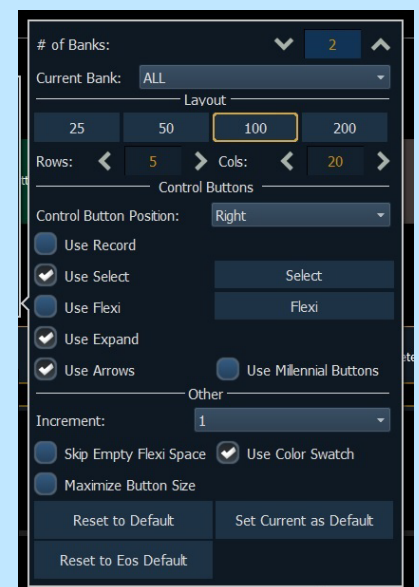 # of Banks: 2
Current Bank: ALL
Layout
25 50 100 200
Rows: 5 Cols: 20
Control Buttons
Control Button Position: Right
Use Record
Use Select Select
Use Flexi Flexi
Use Expand
Use Arrows Use Millennial Buttons
Other
Increment: 1
Skip Empty Flexi Space Use Color Swatch
Maximize Button Size
Reset to Default Set Current as Default
Reset to Eos Default